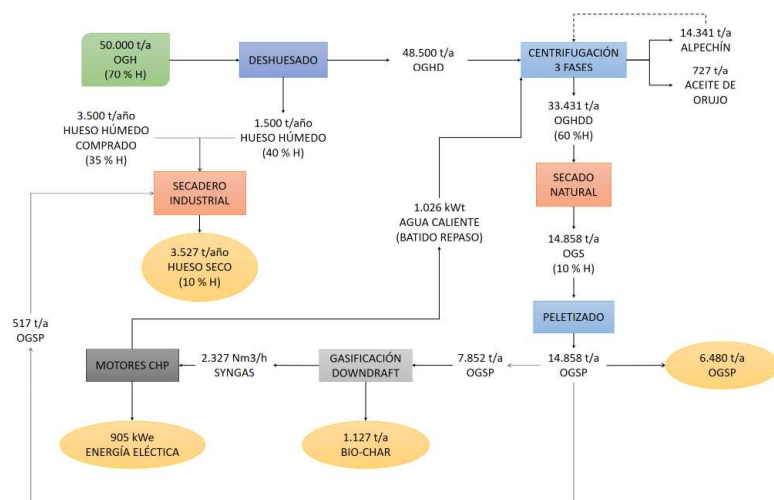 50.000 t/a
OGH
(70 % H)
DESHUESADO
48.500 t/a
OGHD
CENTRIFUGACIÓN
3 FASES
14.341 t/a
ALPECHÍN
727 t/a
ACEITE DE
ORUJO
3.500 t/año
HUESO HÚMEDO
COMPRADO
(35 % H)
1.500 t/año
HUESO HÚMEDO
(40 % H)
33.431 t/a
OGHDD
(60 %H)
SECADERO
INDUSTRIAL
1.026 kWt
AGUA CALIENTE
(BATIDO REPASO)
SECADO
NATURAL
3.527 t/año
HUESO SECO
(10 % H)
14.858 t/a
OGS
(10 % H)
517 t/a
OGSP
PELETIZADO
MOTORES CHP
2.327 Nm3/h
SYNGAS
GASIFICACIÓN
DOWNDRAFT
7.852 t/a
OGSP
14.858 t/a
OGSP
6.480 t/a
OGSP
905 kWe
ENERGÍA ELÉCTICA
1.127 t/a
BIO-CHAR